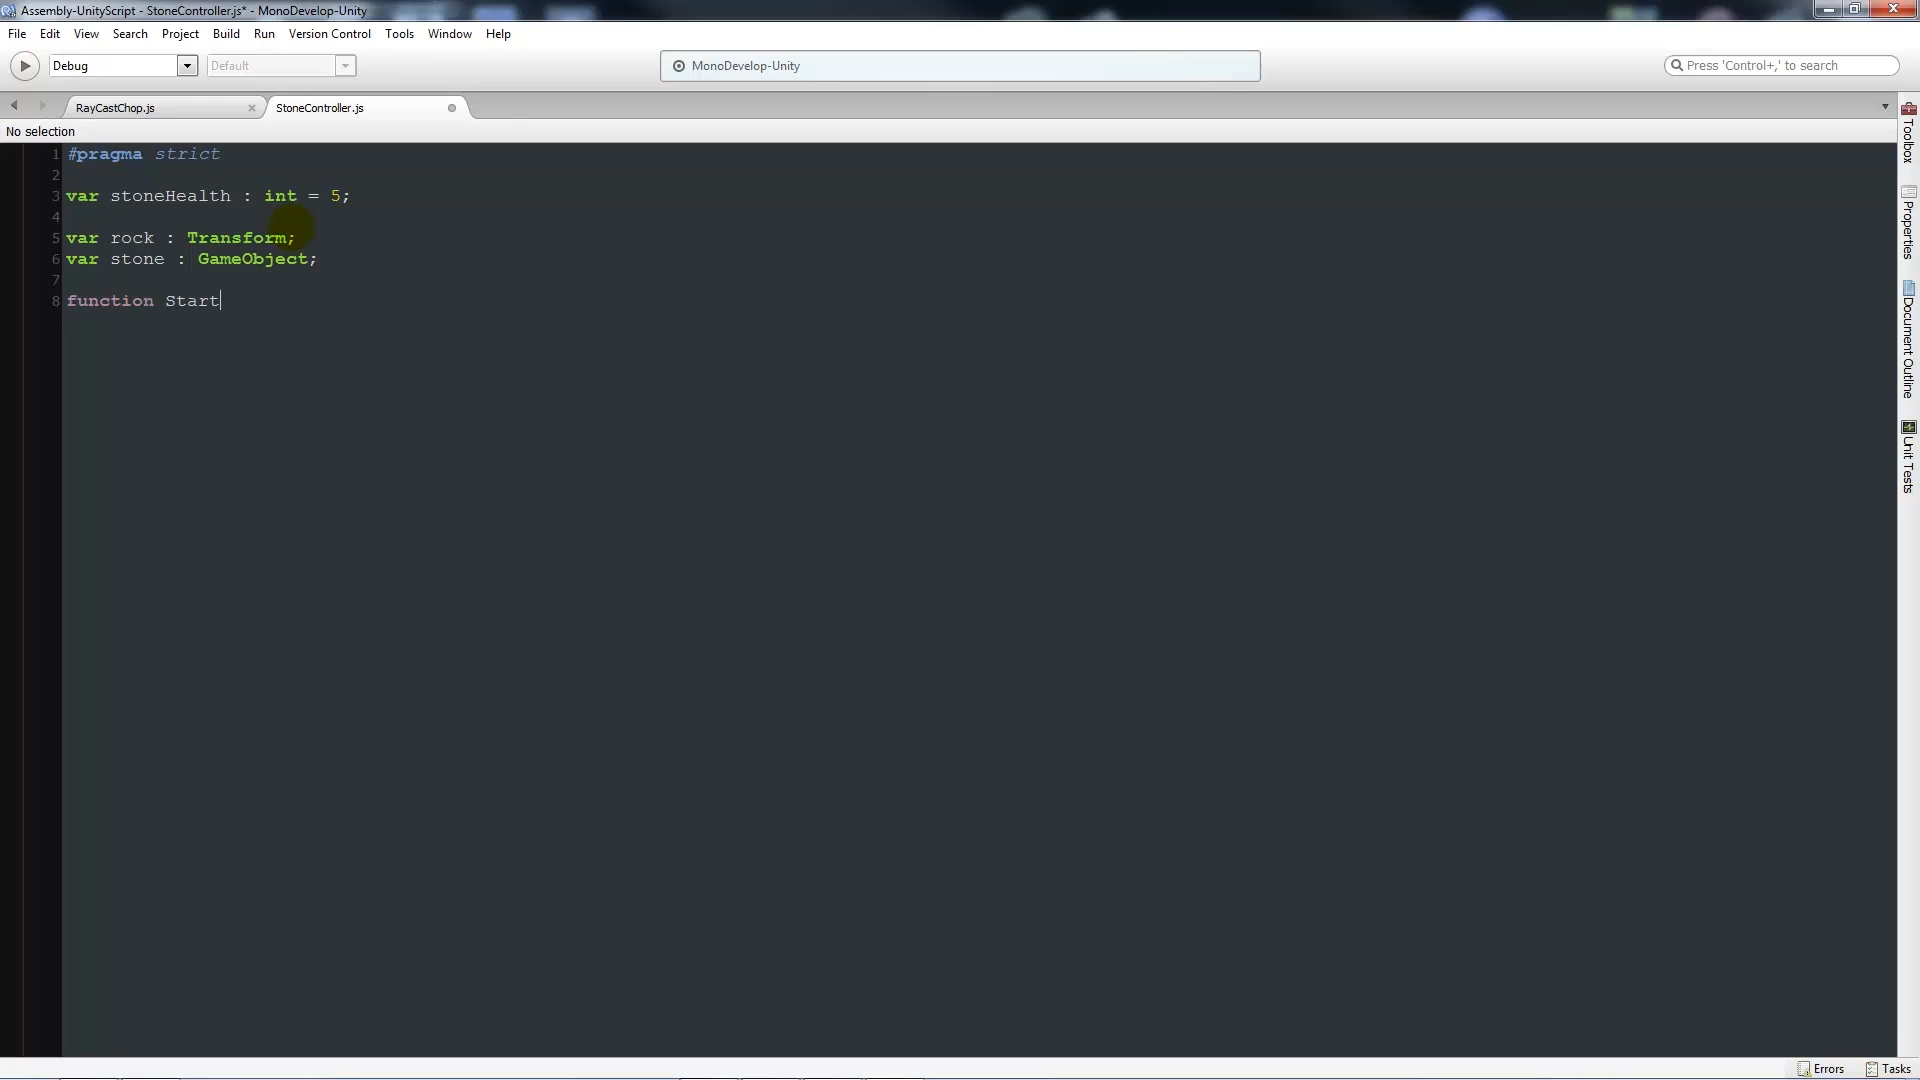 Assembly-UnityScript - StoneController.js* - MonoDevelop-Unity
File Edit View Search Project Build Run Version Control Tools Window Help
Debug Default MonoDevelop-Unity Press 'Control+,' to search
RayCastChop.js StoneController.js
No selection
1 #pragma strict
2
3 var stoneHealth : int = 5;
4
5 var rock : Transform;
6 var stone : GameObject;
7
8 function Start
Toolbox
Properties
Document Outline
Unit Tests
Errors Tasks